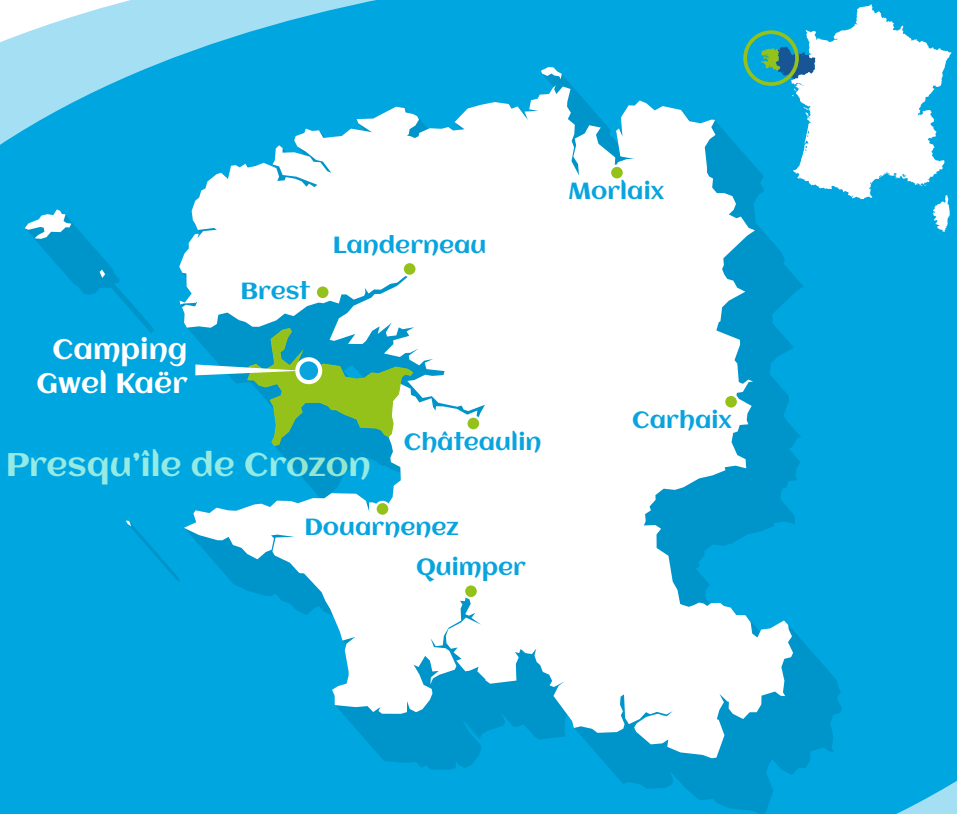 Morlaix
Landerneau
Brest
Camping
Gwel Kaër
Carhaix
Châteaulin
Presqu'île de Crozon
Douarnenez
Quimper